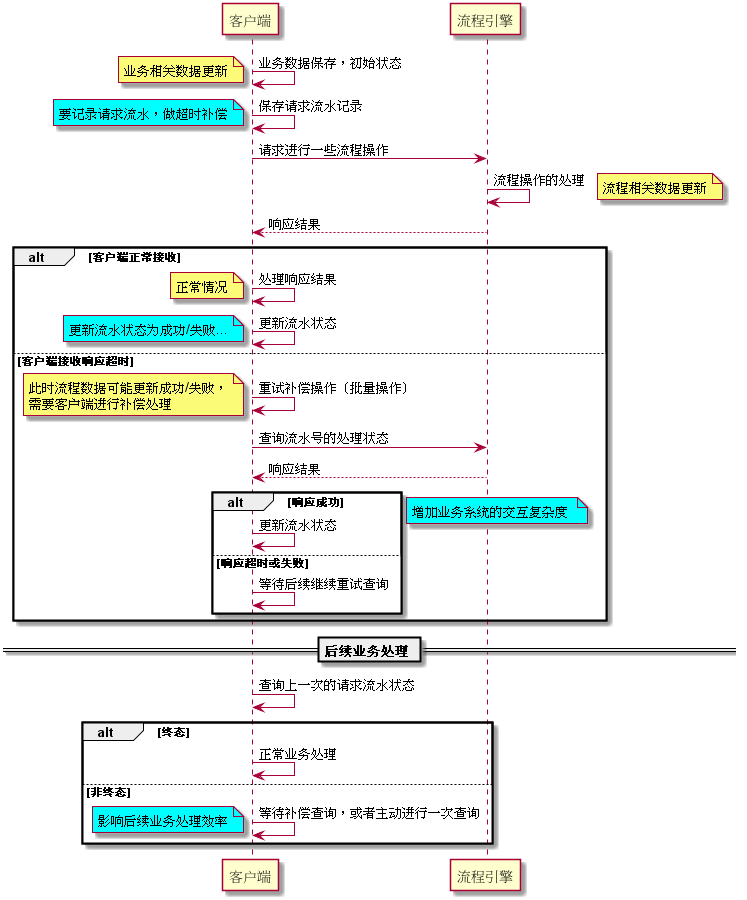 客户端
流程引擎
业务数据保存，初始状态
业务相关数据更新
保存请求流水记录
要记录请求流水，做超时补偿
请求进行一些流程操作
流程操作的处理
流程相关数据更新
响应结果
alt
[客户端正常接收]
处理响应结果
正常情况
更新流水状态
更新流水状态为成功/失败...
[客户端接收响应超时]
此时流程数据可能更新成功/失败，
需要客户端进行补偿处理
重试补偿操作（批量操作）
查询流水号的处理状态
响应结果
alt
[响应成功]
更新流水状态
增加业务系统的交互复杂度
[响应超时或失败]
等待后续继续重试查询
后续业务处理
查询上一次的请求流水状态
alt
[终态]
正常业务处理
[非终态]
等待补偿查询，或者主动进行一次查询
影响后续业务处理效率
客户端
流程引擎